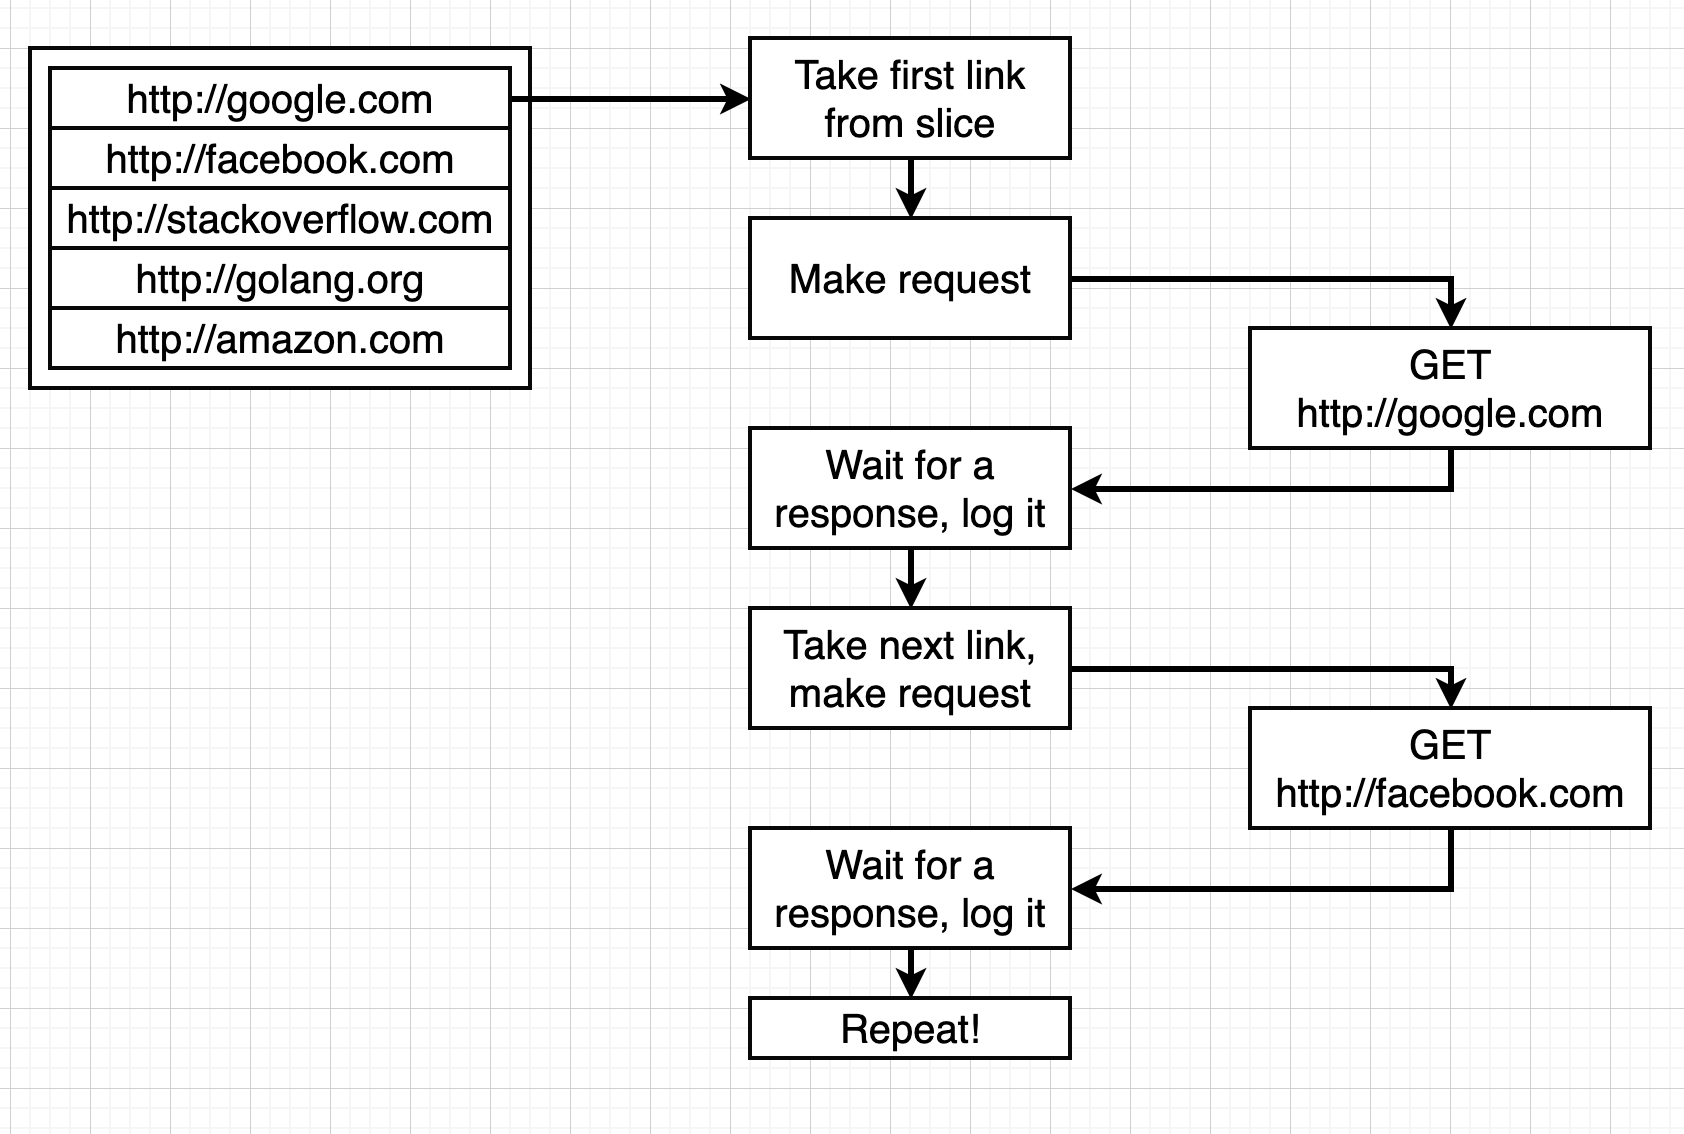 http://google.com
http://facebook.com
http://stackoverflow.com
http://golang.org
http://amazon.com
Take first link
from slice
Make request
GET
http://google.com
Wait for a
response, log it
Take next link,
make request
GET
http://facebook.com
Wait for a
response, log it
Repeat!